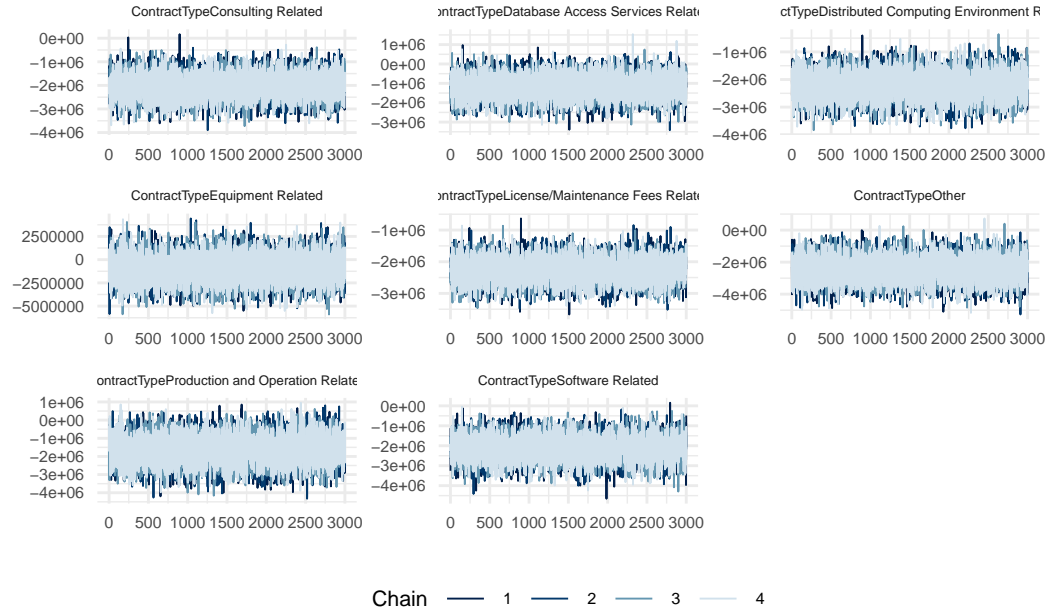 ContractTypeConsulting Related
ontractTypeDatabase Access Services Relate
ctTypeDistributed Computing Environment R
0e+00
−1e+06
−2e+06
−3e+06
−4e+06
0 500 1000 1500 2000 2500 3000
1e+06
0e+00
−1e+06
−2e+06
−3e+06
0 500 1000 1500 2000 2500 3000
−1e+06
−2e+06
−3e+06
−4e+06
0 500 1000 1500 2000 2500 3000
ContractTypeEquipment Related
ontractTypeLicense/Maintenance Fees Relate
ContractTypeOther
2500000
0
−2500000
−5000000
0 500 1000 1500 2000 2500 3000
−1e+06
−2e+06
−3e+06
0 500 1000 1500 2000 2500 3000
0e+00
−2e+06
−4e+06
0 500 1000 1500 2000 2500 3000
ontractTypeProduction and Operation Relate
ContractTypeSoftware Related
1e+06
0e+00
−1e+06
−2e+06
−3e+06
−4e+06
0 500 1000 1500 2000 2500 3000
0e+00
−1e+06
−2e+06
−3e+06
−4e+06
0 500 1000 1500 2000 2500 3000
Chain 1 2 3 4